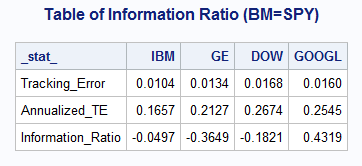 Table of Information Ratio (BM=SPY)
_stat_ IBM GE DOW GOOGL
Tracking_Error 0.0104 0.0134 0.0168 0.0160
Annualized_TE 0.1657 0.2127 0.2674 0.2545
Information_Ratio -0.0497 -0.3649 -0.1821 0.4319